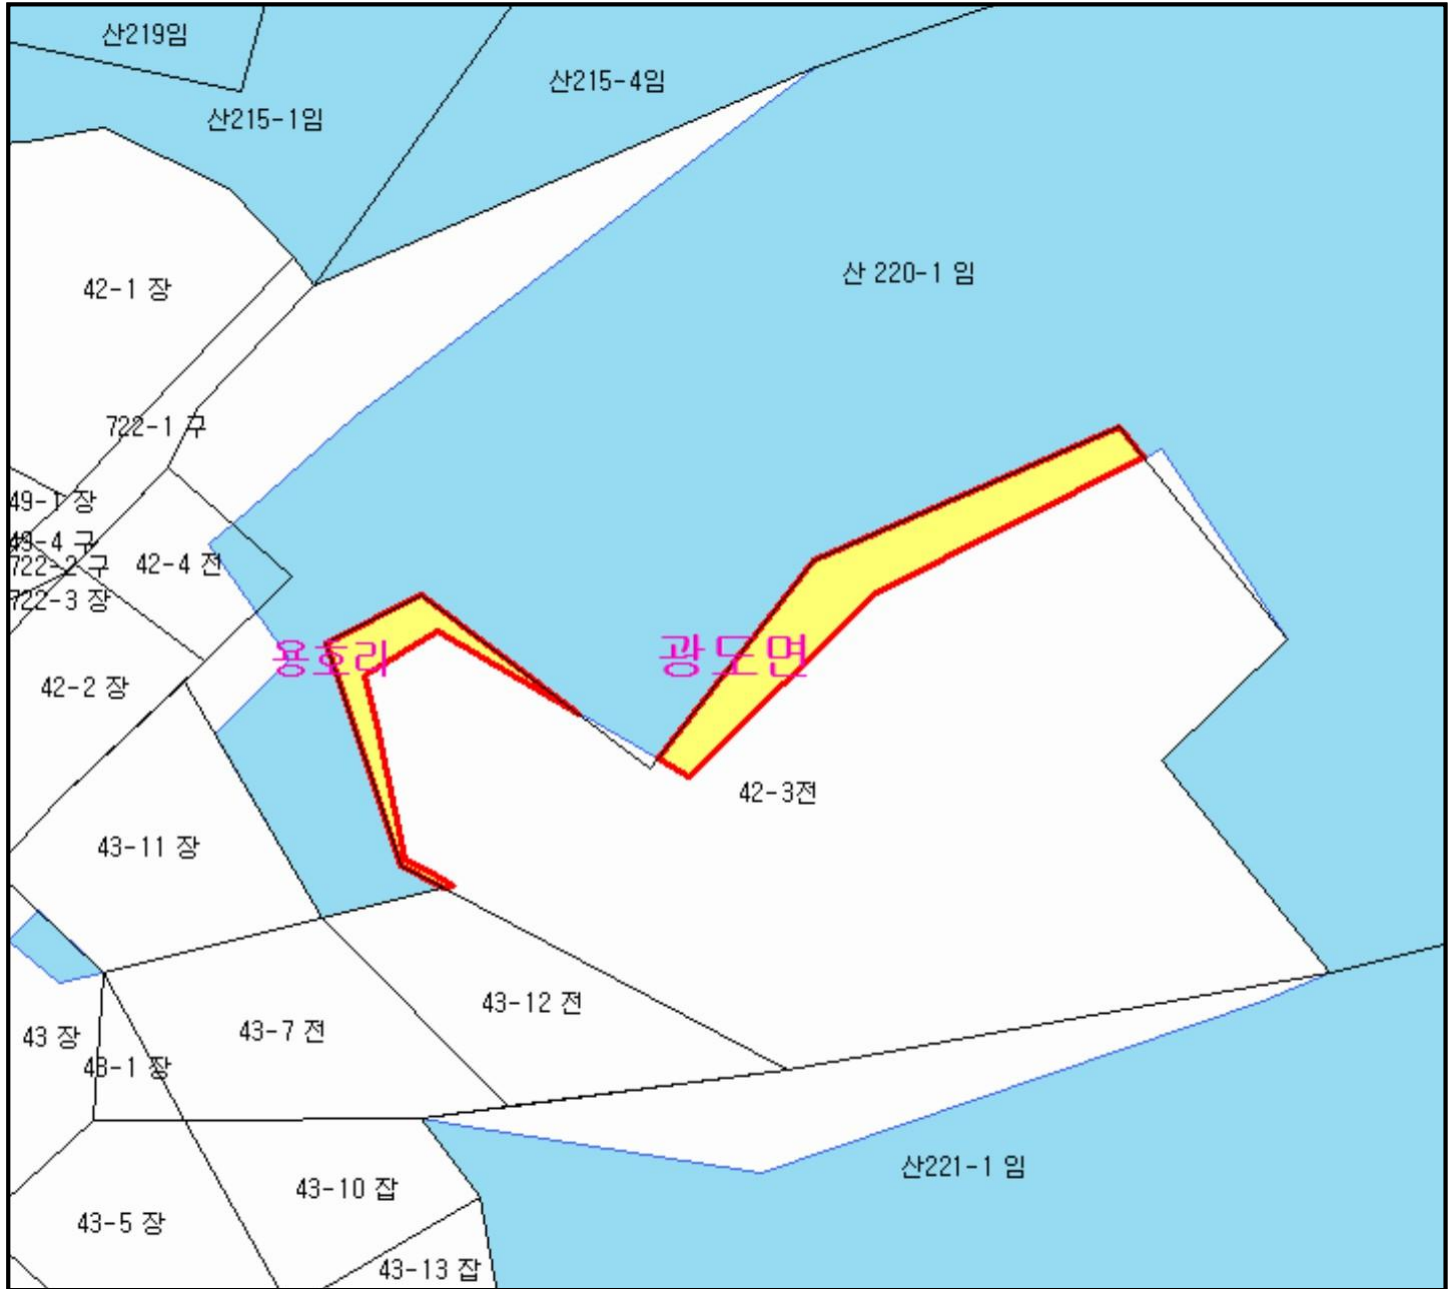 산219임
산215-4임
산215-1임
산 220-1 임
42-1 장
722-1 구
49-1 장
49-4 구
722-2 구
42-4 전
722-3 장
용호리
광도면
42-2 장
42-3전
43-11 장
43-12 전
43-7 전
43 장
43-1 장
산221-1 임
43-10 잡
43-5 장
43-13 잡